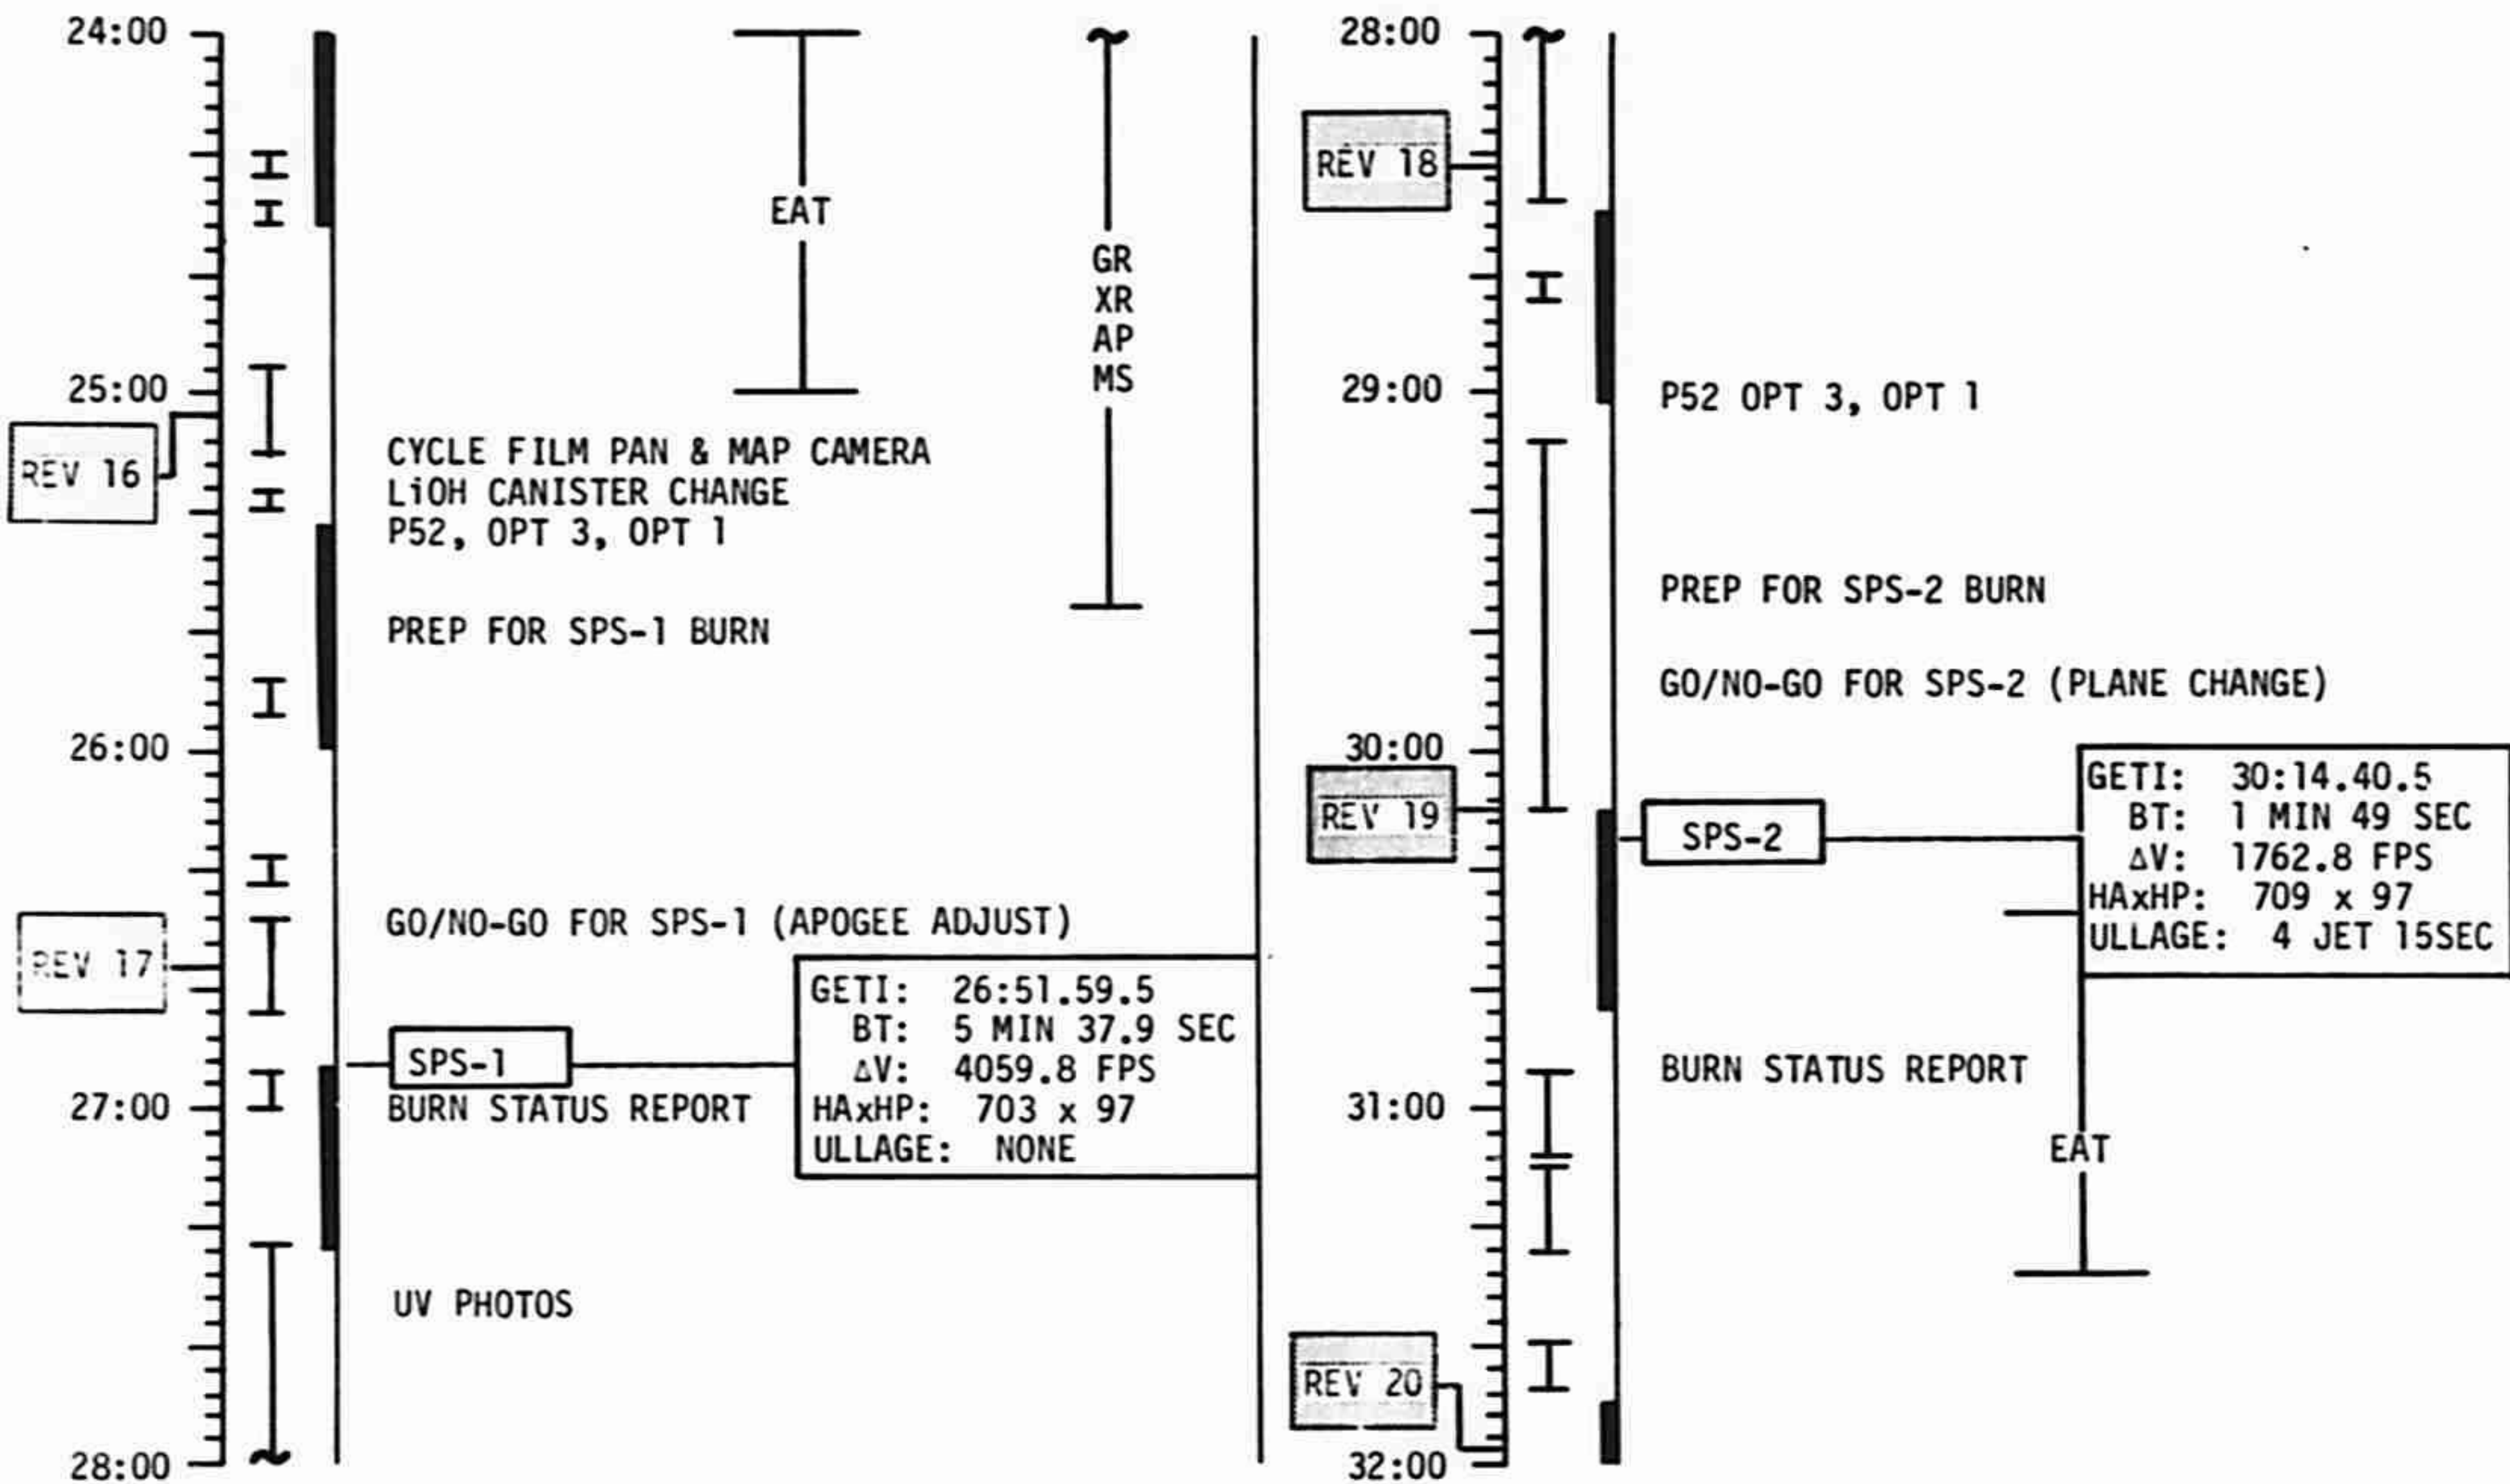 24:00
EAT
GR
XR
AP
MS
25:00
REV 16
CYCLE FILM PAN & MAP CAMERA
LiOH CANISTER CHANGE
P52, OPT 3, OPT 1
PREP FOR SPS-1 BURN
26:00
GO/NO-GO FOR SPS-1 (APOGEE ADJUST)
REV 17
GETI: 26:51.59.5
BT: 5 MIN 37.9 SEC
ΔV: 4059.8 FPS
HAxHP: 703 x 97
ULLAGE: NONE
SPS-1
27:00
BURN STATUS REPORT
UV PHOTOS
28:00
28:00
REV 18
29:00
P52 OPT 3, OPT 1
PREP FOR SPS-2 BURN
GO/NO-GO FOR SPS-2 (PLANE CHANGE)
30:00
REV 19
SPS-2
GETI: 30:14.40.5
BT: 1 MIN 49 SEC
ΔV: 1762.8 FPS
HAxHP: 709 x 97
ULLAGE: 4 JET 15SEC
BURN STATUS REPORT
31:00
EAT
REV 20
32:00